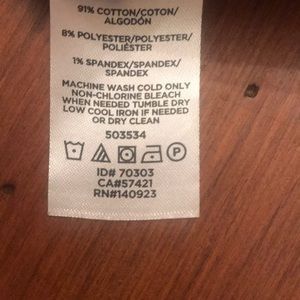 91% COTTON/COTON/
ALGODÓN
8% POLYESTER/POLYESTER/
POLIÉSTER
1% SPANDEX/SPANDEX/
SPANDEX
MACHINE WASH COLD ONLY
NON-CHLORINE BLEACH
WHEN NEEDED TUMBLE DRY
LOW COOL IRON IF NEEDED
OR DRY CLEAN
503534
P
ID# 70303
CA#57421
RN#140923